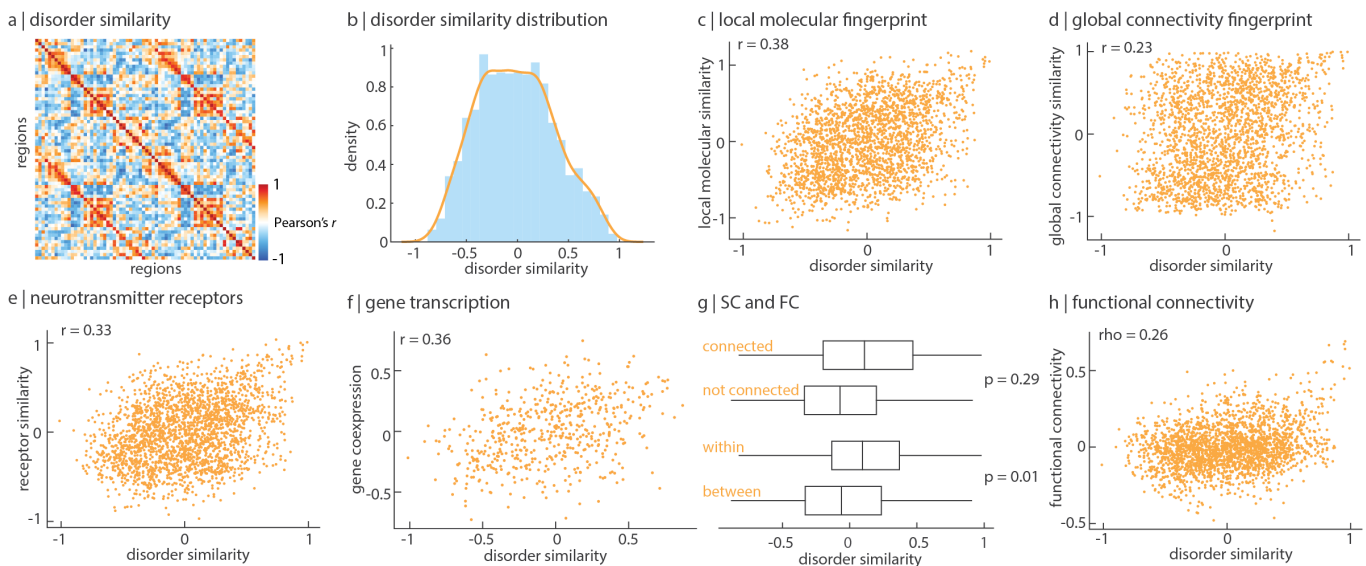 a | disorder similarity
regions
regions
1
Pearson's r
-1
b | disorder similarity distribution
1
0.8
0.6
0.4
0.2
0
density
-1 -0.5 0 0.5 1
disorder similarity
c | local molecular fingerprint
r = 0.38
1
0
-1
local molecular similarity
-1 0 1
disorder similarity
d | global connectivity fingerprint
r = 0.23
1
0
-1
global connectivity similarity
-1 0 1
disorder similarity
e | neurotransmitter receptors
r = 0.33
1
0
-1
receptor similarity
-1 0 1
disorder similarity
f | gene transcription
r = 0.36
0.5
0
-0.5
gene coexpression
-1 -0.5 0 0.5
disorder similarity
g | SC and FC
connected
not connected
p = 0.29
within
between
p = 0.01
-0.5 0 0.5 1
disorder similarity
h | functional connectivity
rho = 0.26
0.5
0
-0.5
functional connectivity
-1 0 1
disorder similarity